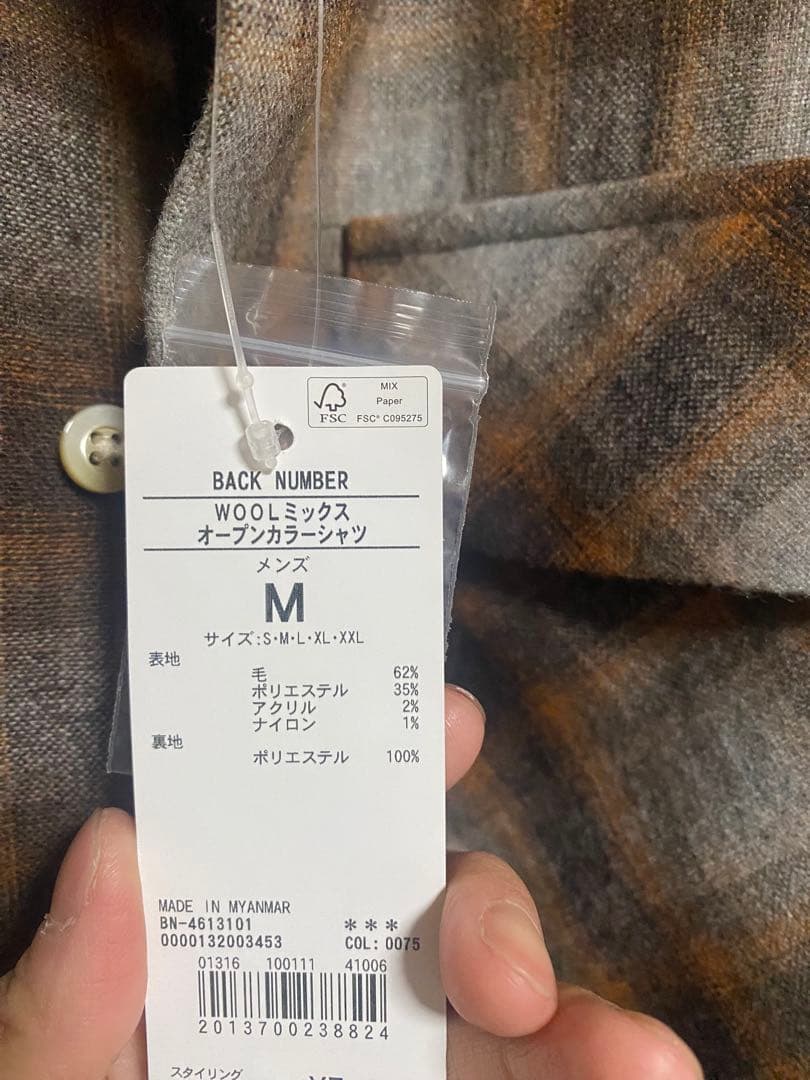 FSC
MIX
Paper
FSC® C095275
BACK NUMBER
WOOLミックス
オープンカラーシャツ
メンズ
M
サイズ:S・M・L・XL・XXL
表地
毛 62%
ポリエステル 35%
アクリル 2%
ナイロン 1%
裏地
ポリエステル 100%
MADE IN MYANMAR
BN-4613101 ＊＊＊
0000132003453 COL: 0075
01316 100111 41006
2013700238824
スタイリング